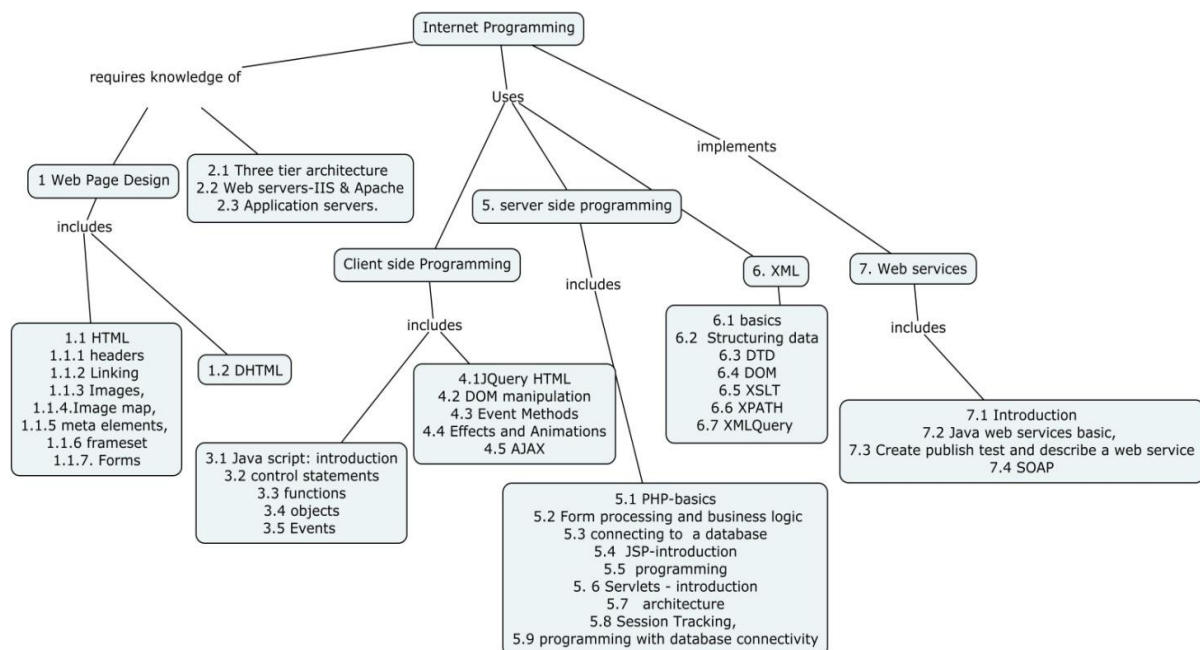 Internet Programming
requires knowledge of
Uses
implements
1 Web Page Design
2.1 Three tier architecture
2.2 Web servers-IIS & Apache
2.3 Application servers.
5. server side programming
includes
Client side Programming
includes
6. XML
7. Web services
includes
includes
1.1 HTML
1.1.1 headers
1.1.2 Linking
1.1.3 Images,
1.1.4.Image map,
1.1.5 meta elements,
1.1.6 frameset
1.1.7. Forms
1.2 DHTML
3.1 Java script: introduction
3.2 control statements
3.3 functions
3.4 objects
3.5 Events
4.1JQuery HTML
4.2 DOM manipulation
4.3 Event Methods
4.4 Effects and Animations
4.5 AJAX
6.1 basics
6.2 Structuring data
6.3 DTD
6.4 DOM
6.5 XSLT
6.6 XPATH
6.7 XMLQuery
7.1 Introduction
7.2 Java web services basic,
7.3 Create publish test and describe a web service
7.4 SOAP
5.1 PHP-basics
5.2 Form processing and business logic
5.3 connecting to a database
5.4 JSP-introduction
5.5 programming
5. 6 Servlets - introduction
5.7 architecture
5.8 Session Tracking,
5.9 programming with database connectivity